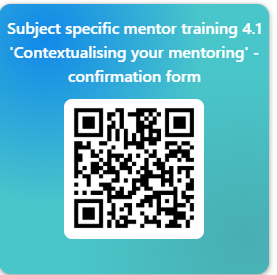 Subject specific mentor training 4.1
'Contextualising your mentoring' -
confirmation form